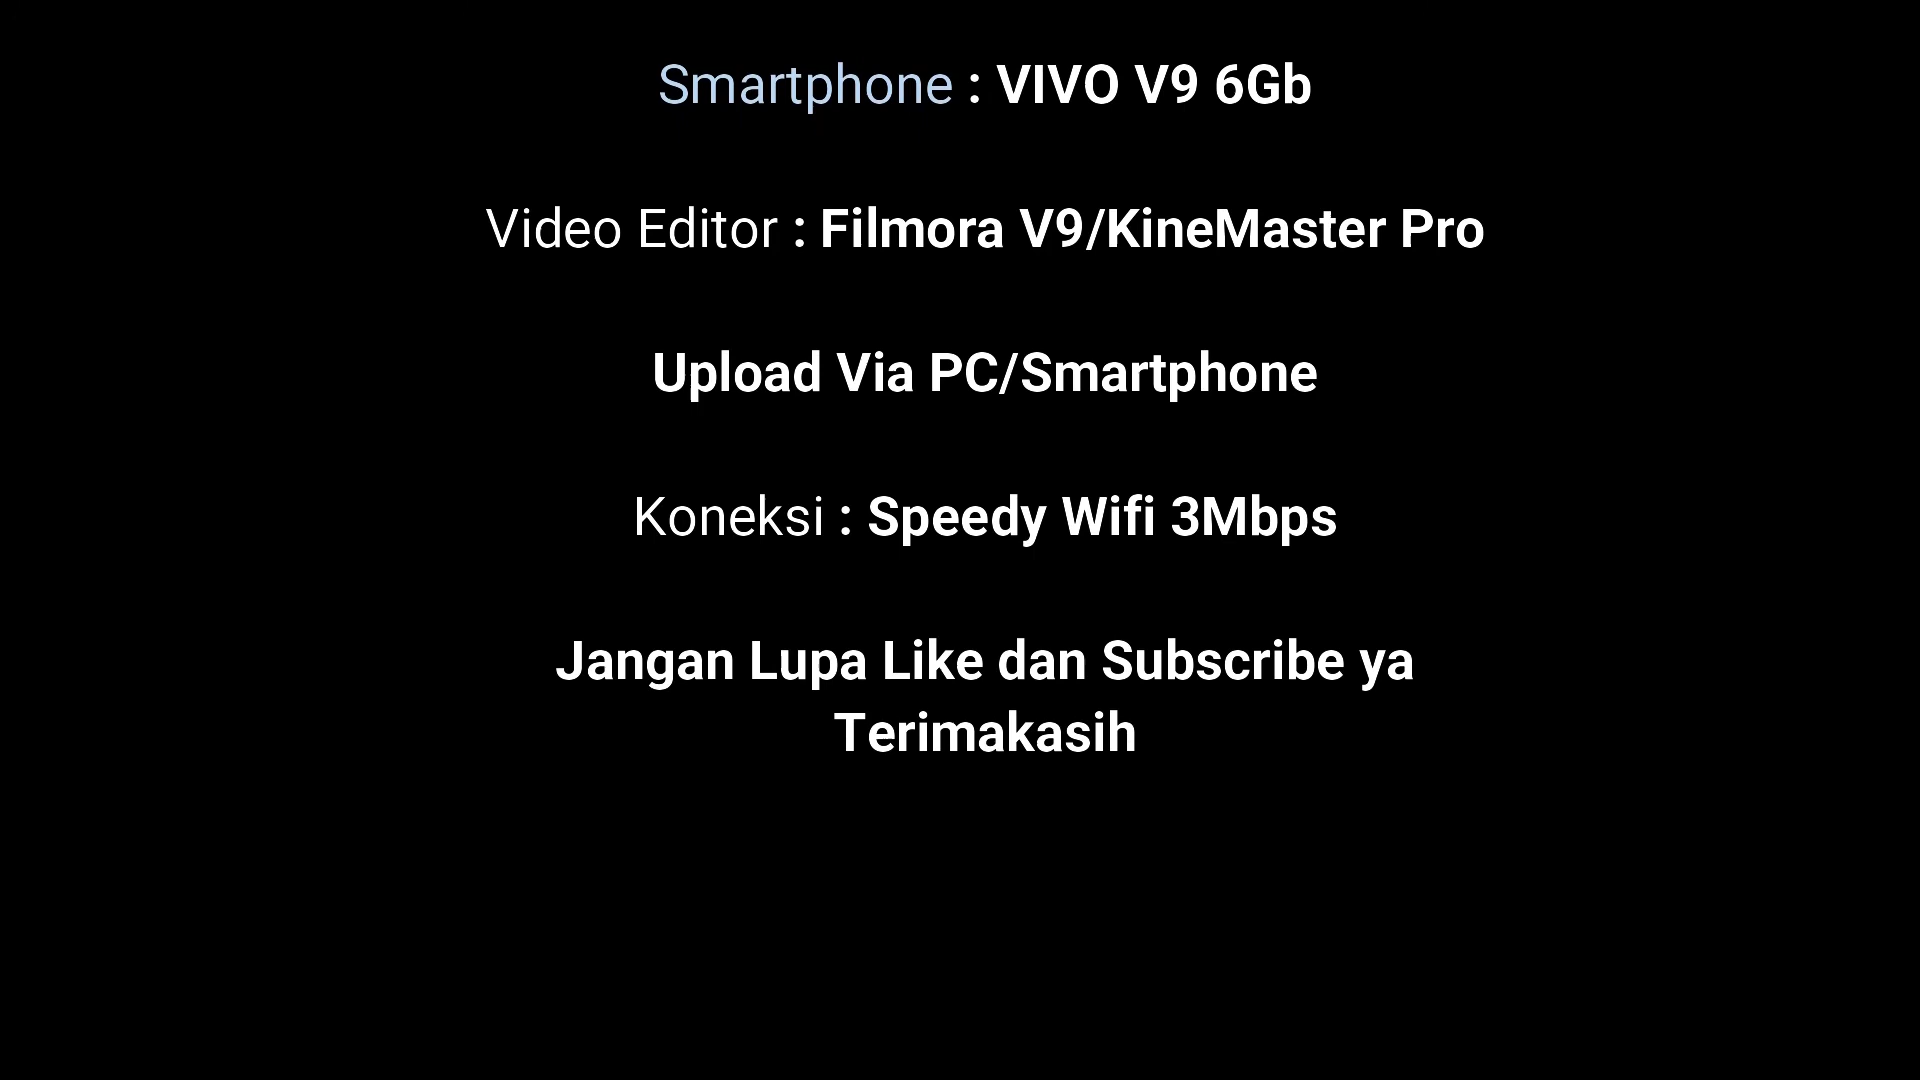 Smartphone : VIVO V9 6Gb
Video Editor : Filmora V9/KineMaster Pro
Upload Via PC/Smartphone
Koneksi : Speedy Wifi 3Mbps
Jangan Lupa Like dan Subscribe ya
Terimakasih